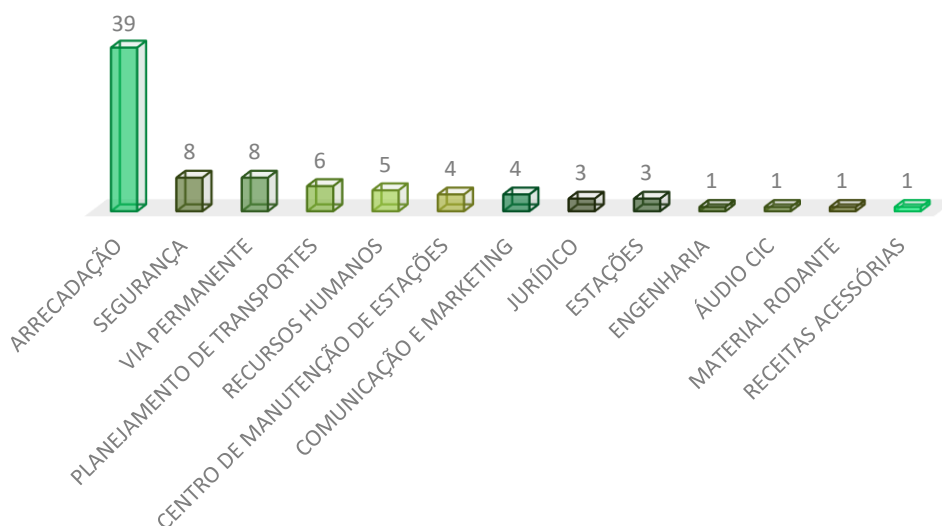 39
8
8
6
5
4
4
3
3
1
1
1
1
ARRECADAÇÃO
SEGURANÇA
VIA PERMANENTE
PLANEJAMENTO DE TRANSPORTES
RECURSOS HUMANOS
CENTRO DE MANUTENÇÃO DE ESTAÇÕES
COMUNICAÇÃO E MARKETING
JURÍDICO
ESTAÇÕES
ENGENHARIA
ÁUDIO CIC
MATERIAL RODANTE
RECEITAS ACESSÓRIAS